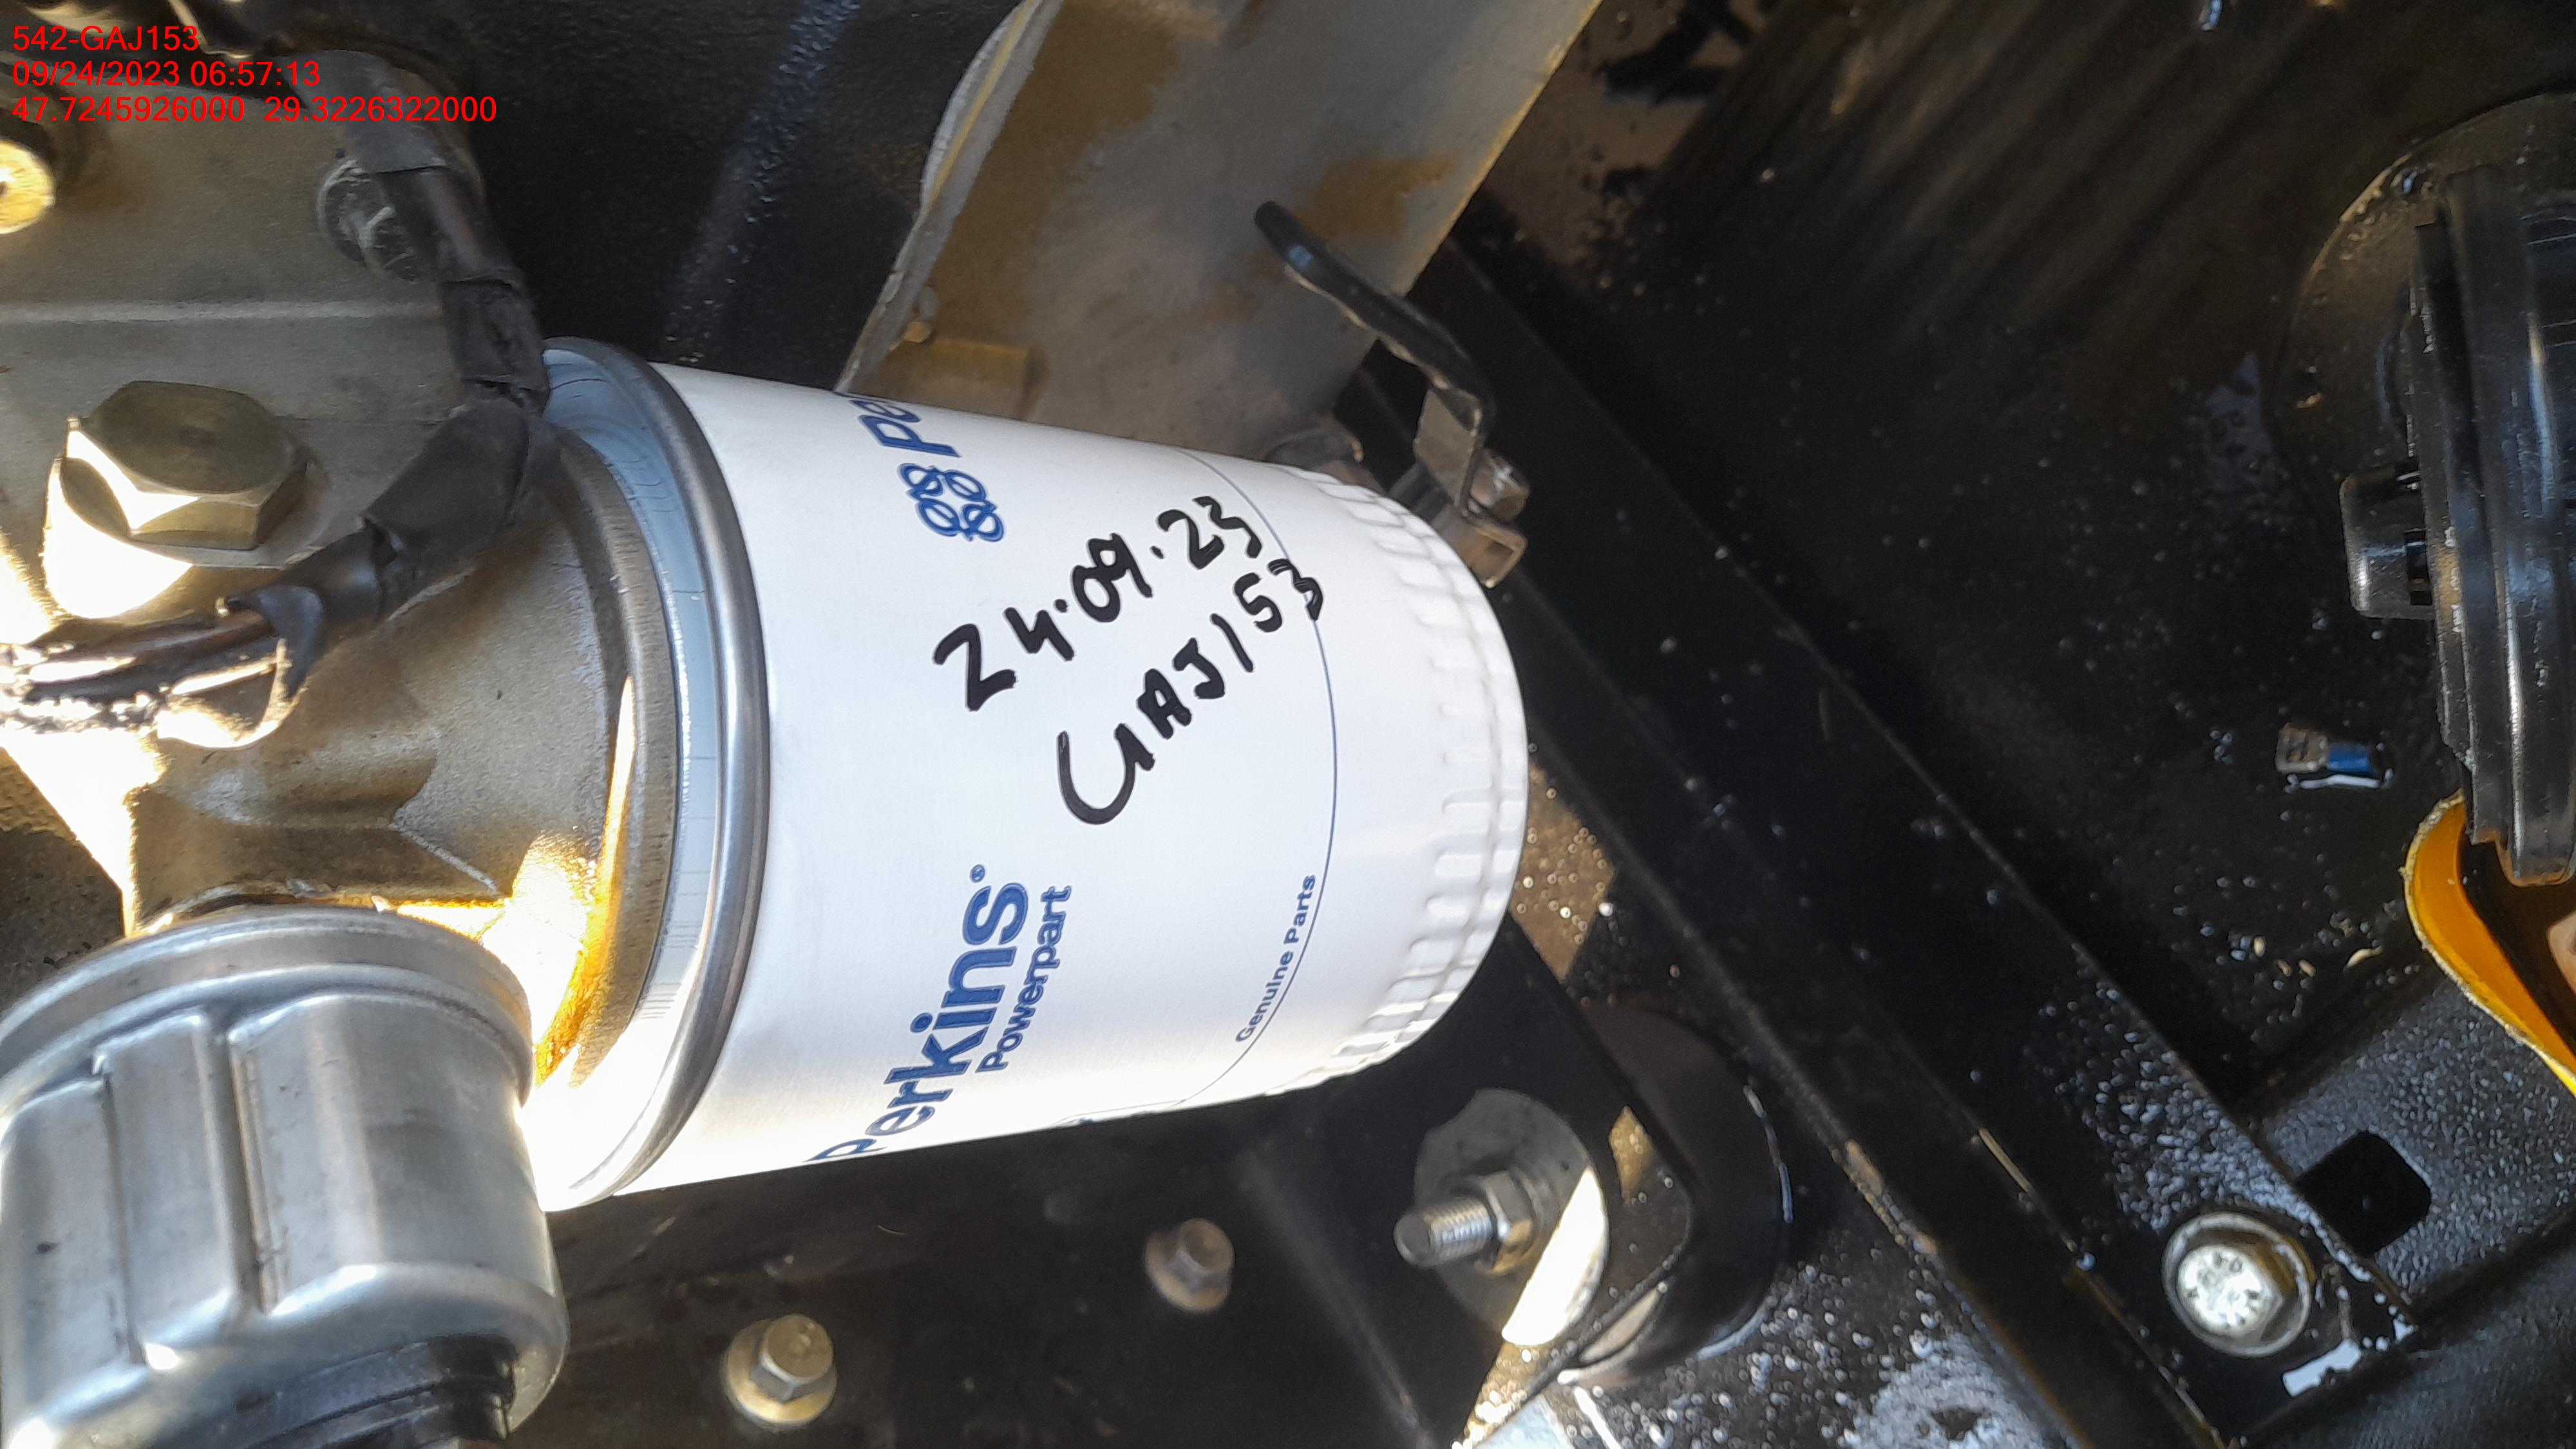 542-GAJ153
09/24/2023 06:57:13
47.7245926000 29.3226322000
24.09.23
GAJ153
Perkins®
Powerpart
Genuine Parts